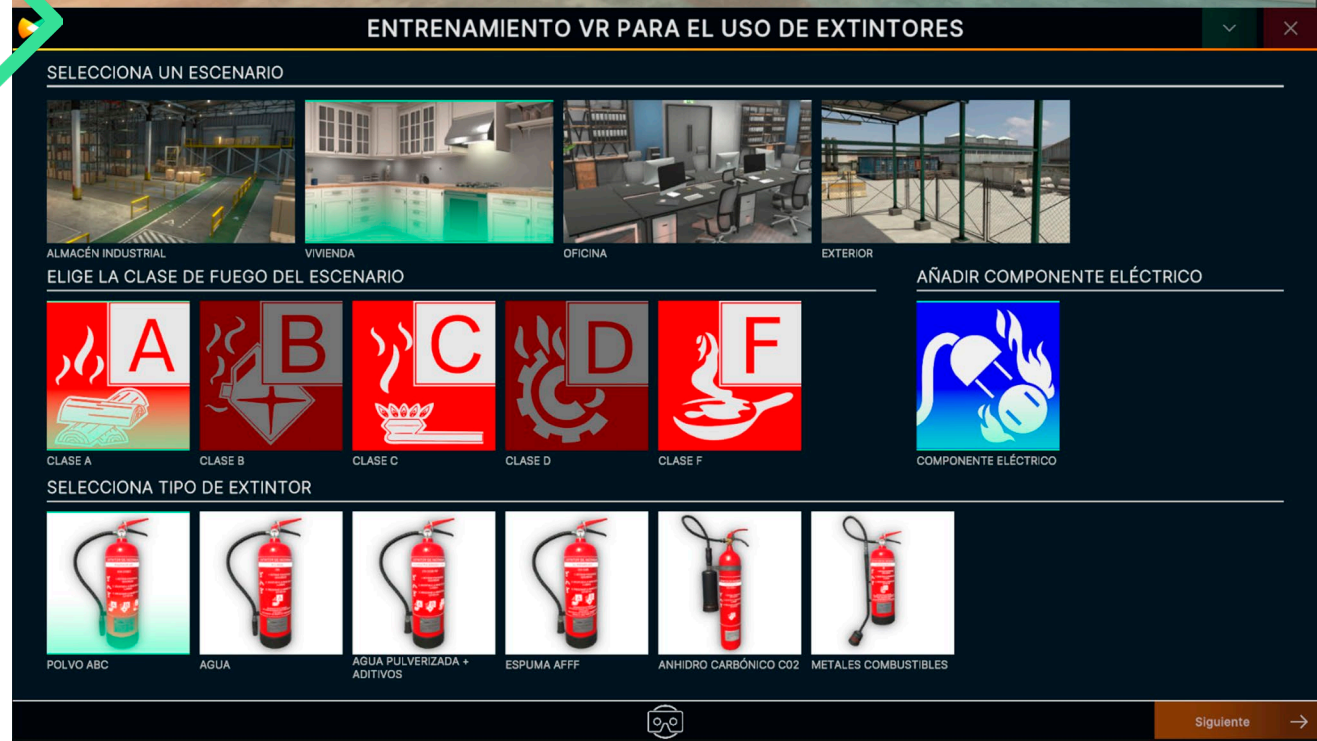 ENTRENAMIENTO VR PARA EL USO DE EXTINTORES
SELECCIONA UN ESCENARIO
ALMACÉN INDUSTRIAL
VIVIENDA
OFICINA
EXTERIOR
ELIGE LA CLASE DE FUEGO DEL ESCENARIO
AÑADIR COMPONENTE ELÉCTRICO
A
B
C
D
F
CLASE A
CLASE B
CLASE C
CLASE D
CLASE F
COMPONENTE ELÉCTRICO
SELECCIONA TIPO DE EXTINTOR
POLVO ABC
AGUA
AGUA PULVERIZADA +
ADITIVOS
ESPUMA AFFF
ANHIDRO CARBÓNICO C02
METALES COMBUSTIBLES
Siguiente